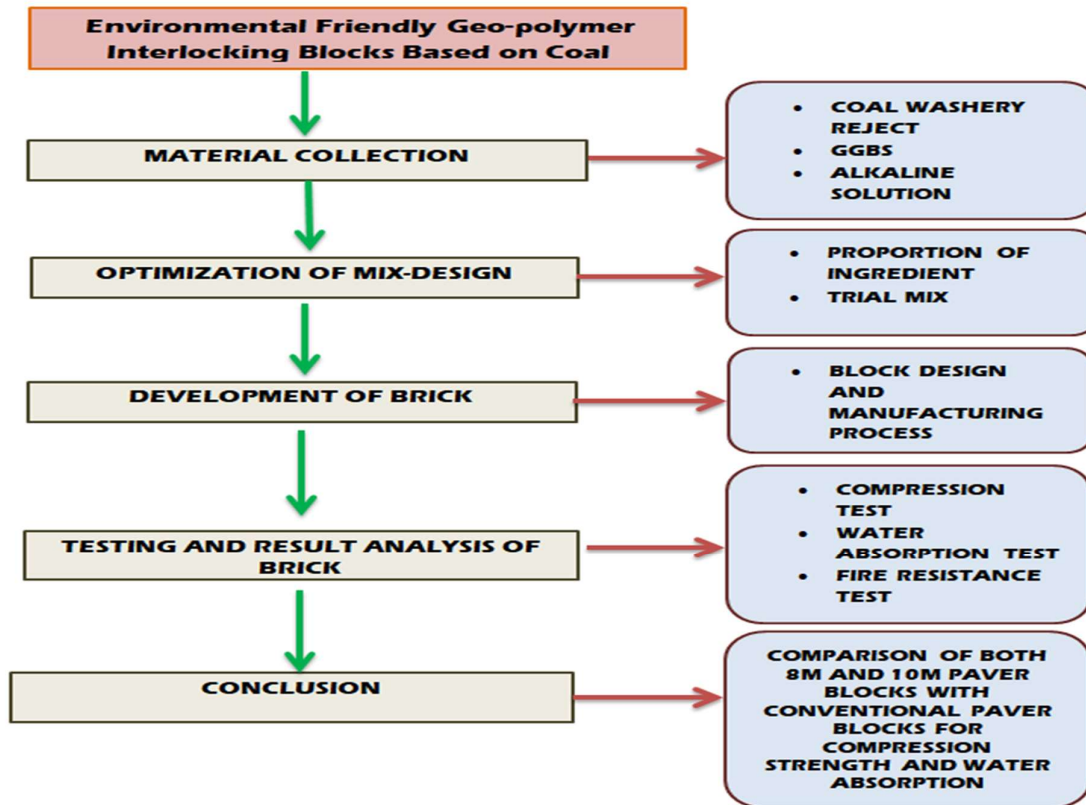 Environmental Friendly Geo-polymer
Interlocking Blocks Based on Coal
MATERIAL COLLECTION
• COAL WASHERY
REJECT
• GGBS
• ALKALINE
SOLUTION
OPTIMIZATION OF MIX-DESIGN
• PROPORTION OF
INGREDIENT
• TRIAL MIX
DEVELOPMENT OF BRICK
• BLOCK DESIGN
AND
MANUFACTURING
PROCESS
TESTING AND RESULT ANALYSIS OF
BRICK
• COMPRESSION
TEST
• WATER
ABSORPTION TEST
• FIRE RESISTANCE
TEST
CONCLUSION
COMPARISON OF BOTH
8M AND 10M PAVER
BLOCKS WITH
CONVENTIONAL PAVER
BLOCKS FOR
COMPRESSION
STRENGTH AND WATER
ABSORPTION